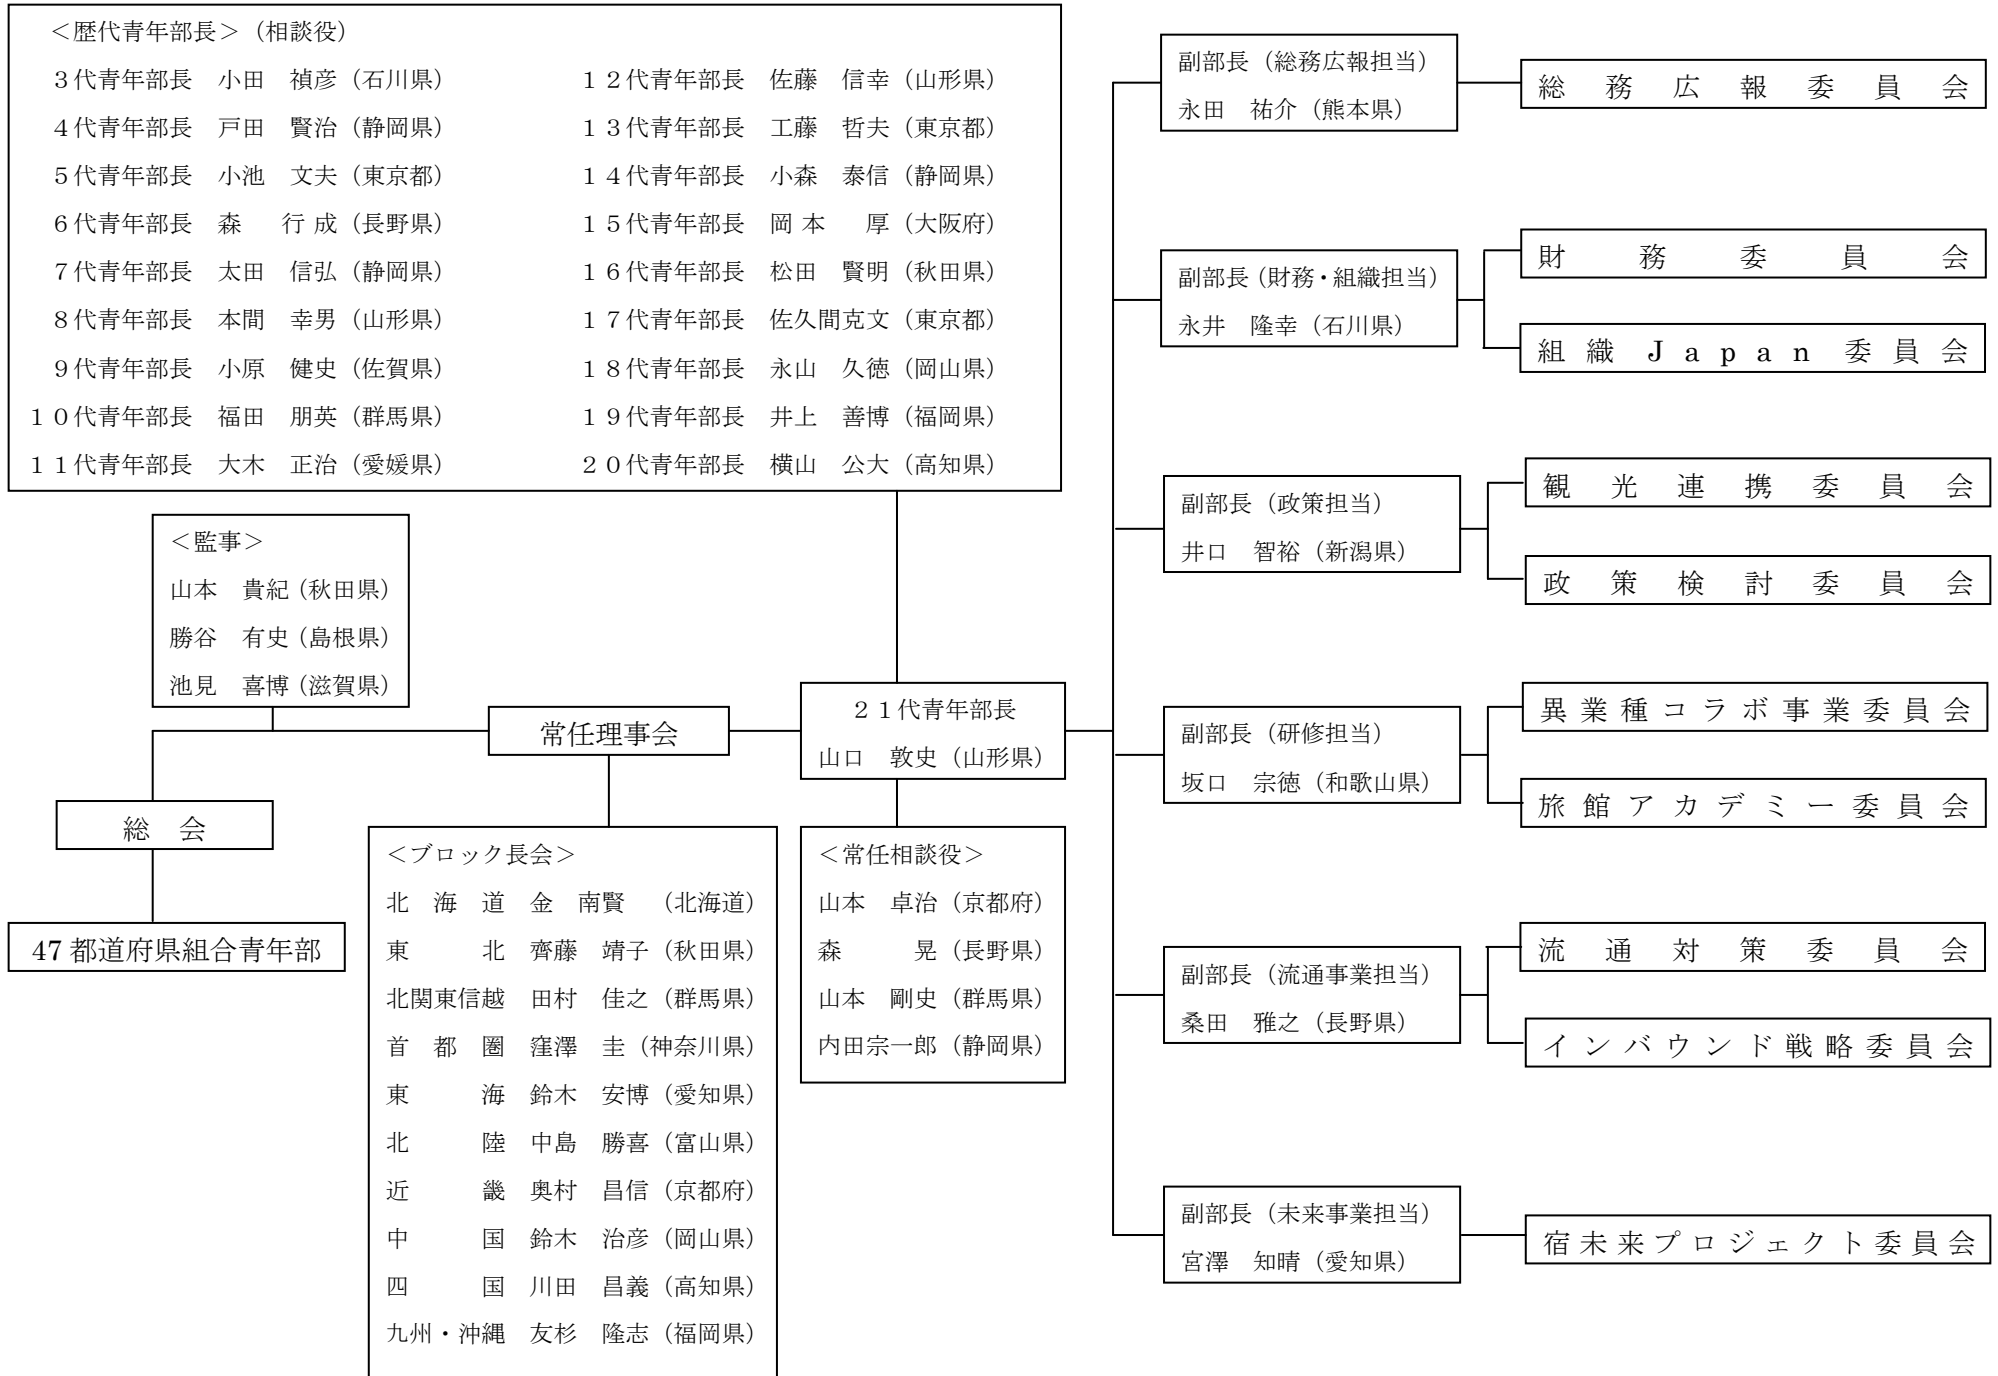 ＜歴代青年部長＞（相談役）
３代青年部長　小田　禎彦（石川県）
４代青年部長　戸田　賢治（静岡県）
５代青年部長　小池　文夫（東京都）
６代青年部長　森　行成（長野県）
７代青年部長　太田　信弘（静岡県）
８代青年部長　本間　幸男（山形県）
９代青年部長　小原　健史（佐賀県）
１０代青年部長　福田　朋英（群馬県）
１１代青年部長　大木　正治（愛媛県）
１２代青年部長　佐藤　信幸（山形県）
１３代青年部長　工藤　哲夫（東京都）
１４代青年部長　小森　泰信（静岡県）
１５代青年部長　岡本　厚（大阪府）
１６代青年部長　松田　賢明（秋田県）
１７代青年部長　佐久間克文（東京都）
１８代青年部長　永山　久徳（岡山県）
１９代青年部長　井上　善博（福岡県）
２０代青年部長　横山　公大（高知県）
＜監事＞
山本　貴紀（秋田県）
勝谷　有史（島根県）
池見　喜博（滋賀県）
２１代青年部長
山口　敦史（山形県）
常任理事会
総　会
47都道府県組合青年部
＜ブロック長会＞
北海道　金　南賢　（北海道）
東北　齊藤　靖子（秋田県）
北関東信越　田村　佳之（群馬県）
首都圏　窪澤　圭（神奈川県）
東海　鈴木　安博（愛知県）
北陸　中島　勝喜（富山県）
近畿　奥村　昌信（京都府）
中国　鈴木　治彦（岡山県）
四国　川田　昌義（高知県）
九州・沖縄　友杉　隆志（福岡県）
＜常任相談役＞
山本　卓治（京都府）
森　晃（長野県）
山本　剛史（群馬県）
内田宗一郎（静岡県）
副部長（総務広報担当）
永田　祐介（熊本県）
総務広報委員会
副部長（財務・組織担当）
永井　隆幸（石川県）
財務委員会
組織Japan委員会
副部長（政策担当）
井口　智裕（新潟県）
観光連携委員会
政策検討委員会
副部長（研修担当）
坂口　宗徳（和歌山県）
異業種コラボ事業委員会
旅館アカデミー委員会
副部長（流通事業担当）
桑田　雅之（長野県）
流通対策委員会
インバウンド戦略委員会
副部長（未来事業担当）
宮澤　知晴（愛知県）
宿未来プロジェクト委員会